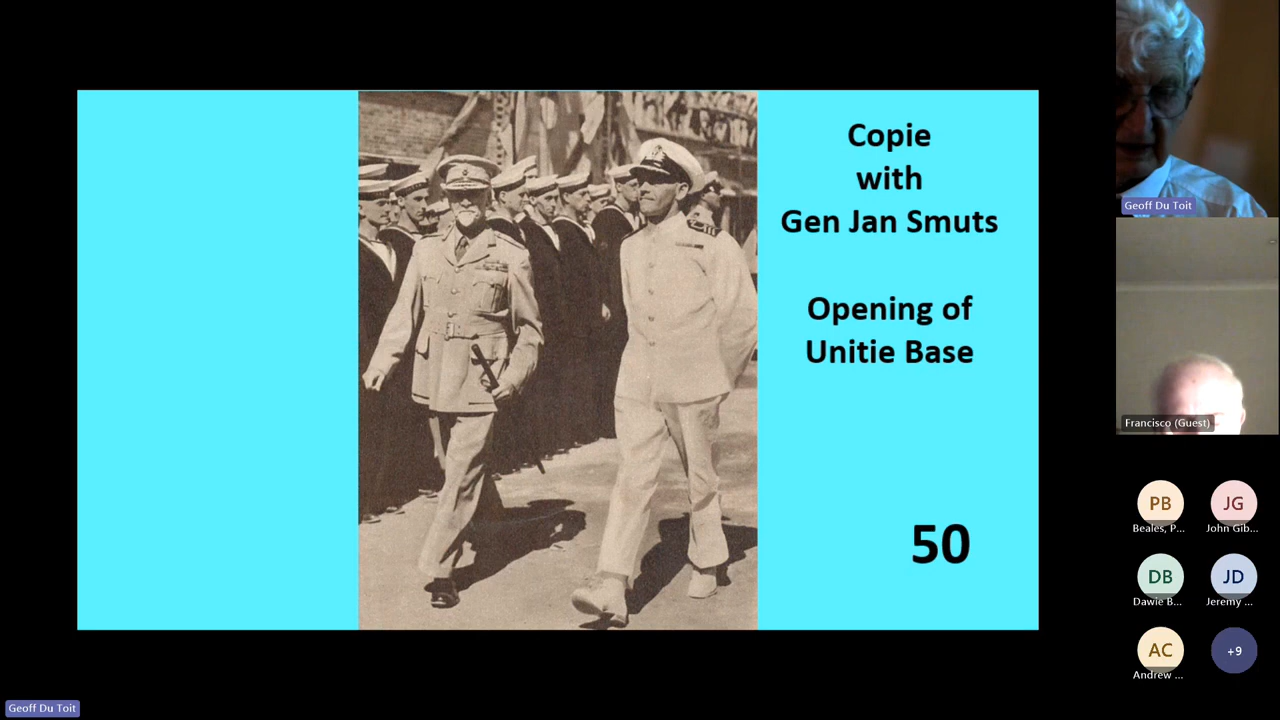 Copie
with
Gen Jan Smuts
Opening of
Unitie Base
50
Geoff Du Toit
Francisco (Guest)
PB
Beales, P...
JG
John Gib...
DB
Dawie B...
JD
Jeremy ...
AC
Andrew ...
+9
Geoff Du Toit